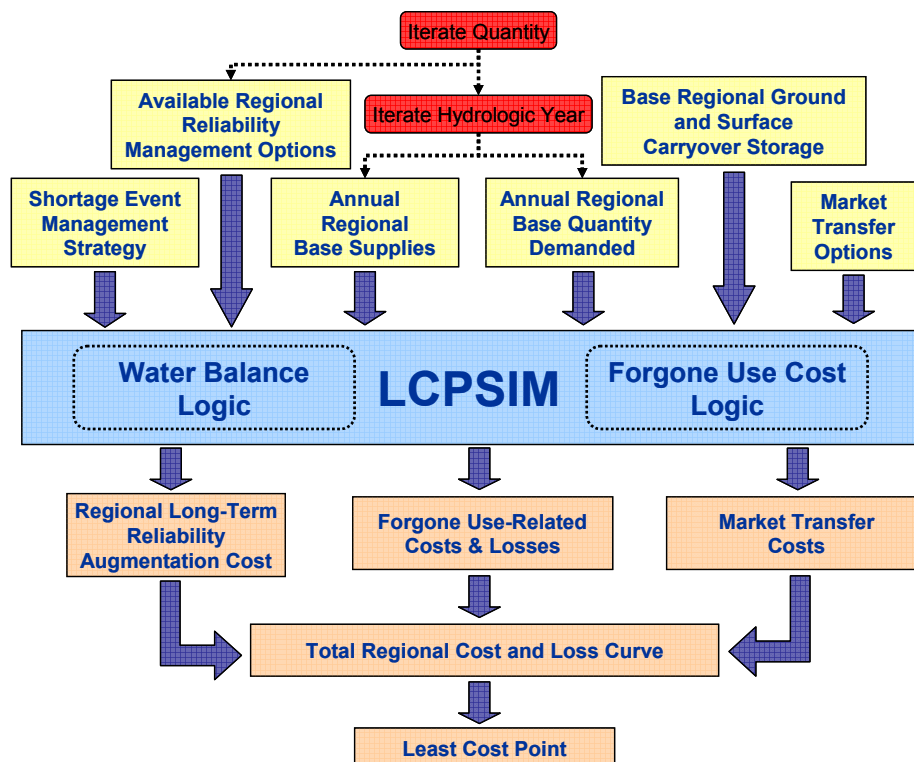 Iterate Quantity
Available Regional
Reliability
Management Options
Iterate Hydrologic Year
Base Regional Ground
and Surface
Carryover Storage
Shortage Event
Management
Strategy
Annual
Regional
Base Supplies
Annual Regional
Base Quantity
Demanded
Market
Transfer
Options
Water Balance
Logic
LCPSIM
Forgone Use Cost
Logic
Regional Long-Term
Reliability
Augmentation Cost
Forgone Use-Related
Costs & Losses
Market Transfer
Costs
Total Regional Cost and Loss Curve
Least Cost Point